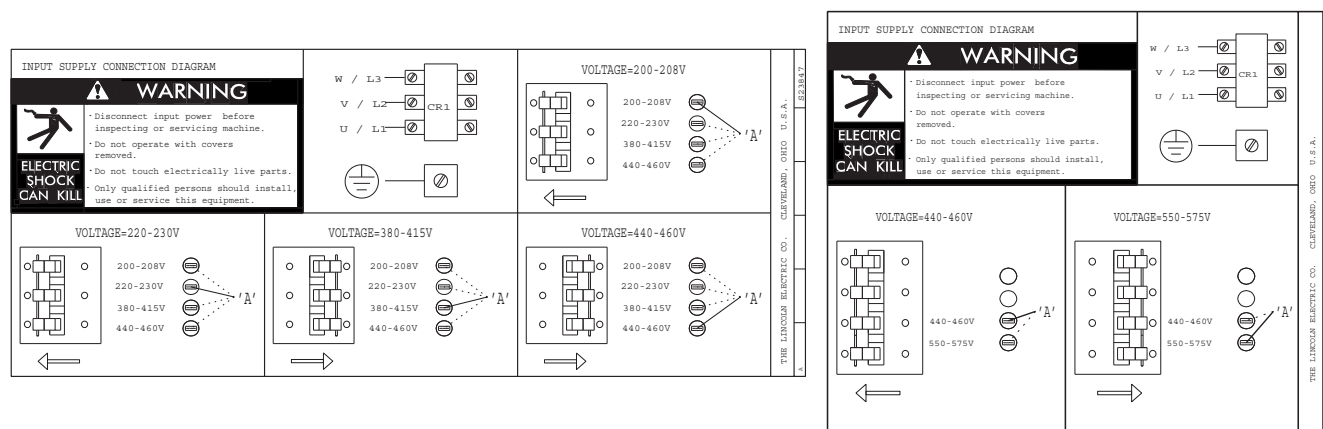 INPUT SUPPLY CONNECTION DIAGRAM
WARNING
ELECTRIC
SHOCK
CAN KILL
· Disconnect input power before
inspecting or servicing machine.
· Do not operate with covers
removed.
· Do not touch electrically live parts.
· Only qualified persons should install,
use or service this equipment.
W / L3
V / L2
U / L1
CR1
VOLTAGE=200-208V
200-208V
220-230V
380-415V
440-460V
'A'
VOLTAGE=220-230V
200-208V
220-230V
380-415V
440-460V
'A'
VOLTAGE=380-415V
200-208V
220-230V
380-415V
440-460V
'A'
VOLTAGE=440-460V
200-208V
220-230V
380-415V
440-460V
'A'
THE LINCOLN ELECTRIC CO. CLEVELAND, OHIO U.S.A.
S23847
A
INPUT SUPPLY CONNECTION DIAGRAM
WARNING
ELECTRIC
SHOCK
CAN KILL
· Disconnect input power before
inspecting or servicing machine.
· Do not operate with covers
removed.
· Do not touch electrically live parts.
· Only qualified persons should install,
use or service this equipment.
W / L3
V / L2
U / L1
CR1
VOLTAGE=440-460V
440-460V
550-575V
'A'
VOLTAGE=550-575V
440-460V
550-575V
'A'
THE LINCOLN ELECTRIC CO. CLEVELAND, OHIO U.S.A.